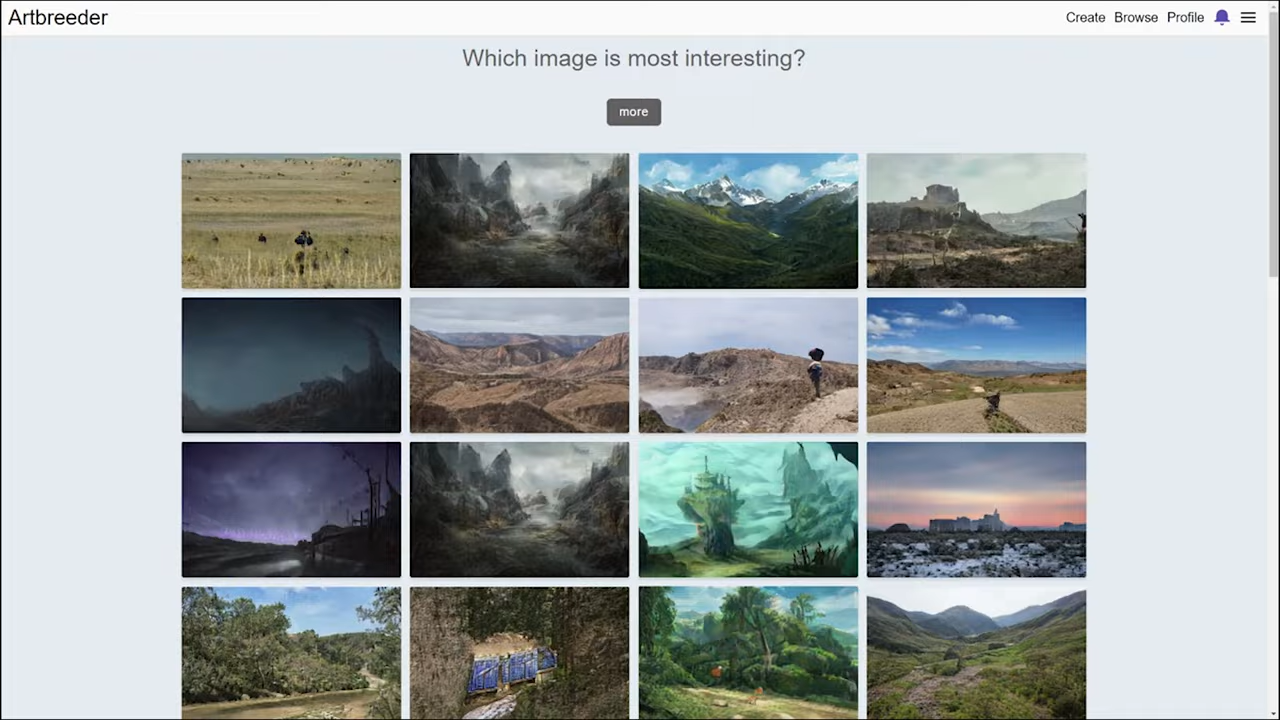 Artbreeder
Create Browse Profile
Which image is most interesting?
more